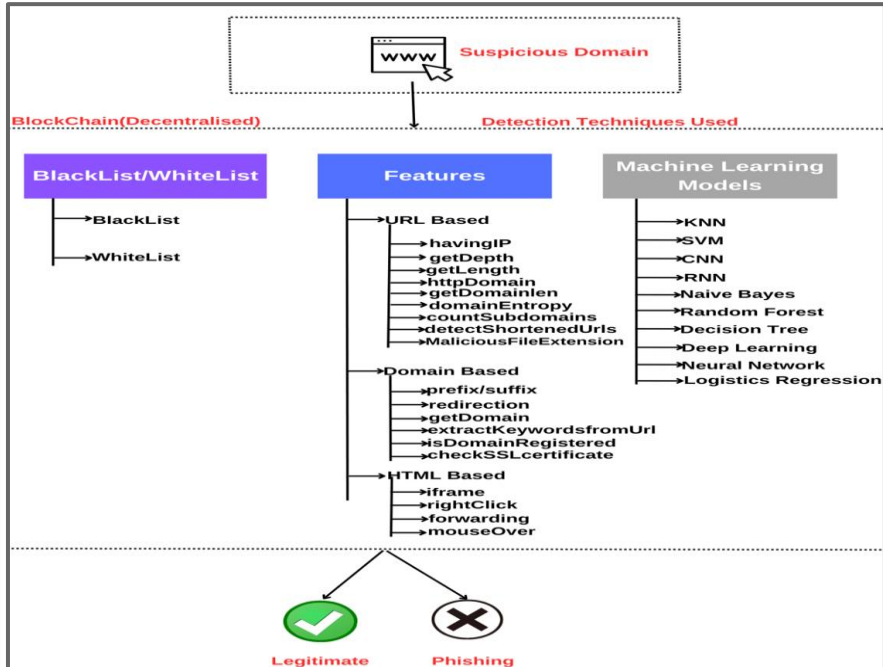 www
Suspicious Domain
BlockChain(Decentralised)
Detection Techniques Used
BlackList/WhiteList
BlackList
WhiteList
Features
URL Based
havingIP
getDepth
getLength
httpDomain
getDomainlen
domainEntropy
countSubdomains
detectShortenedUrls
MaliciousFileExtension
Domain Based
prefix/suffix
redirection
getDomain
extractKeywordsfromUrl
isDomainRegistered
checkSSLcertificate
HTML Based
iframe
rightClick
forwarding
mouseOver
Machine Learning
Models
KNN
SVM
CNN
RNN
Naive Bayes
Random Forest
Decision Tree
Deep Learning
Neural Network
Logistics Regression
Legitimate
Phishing